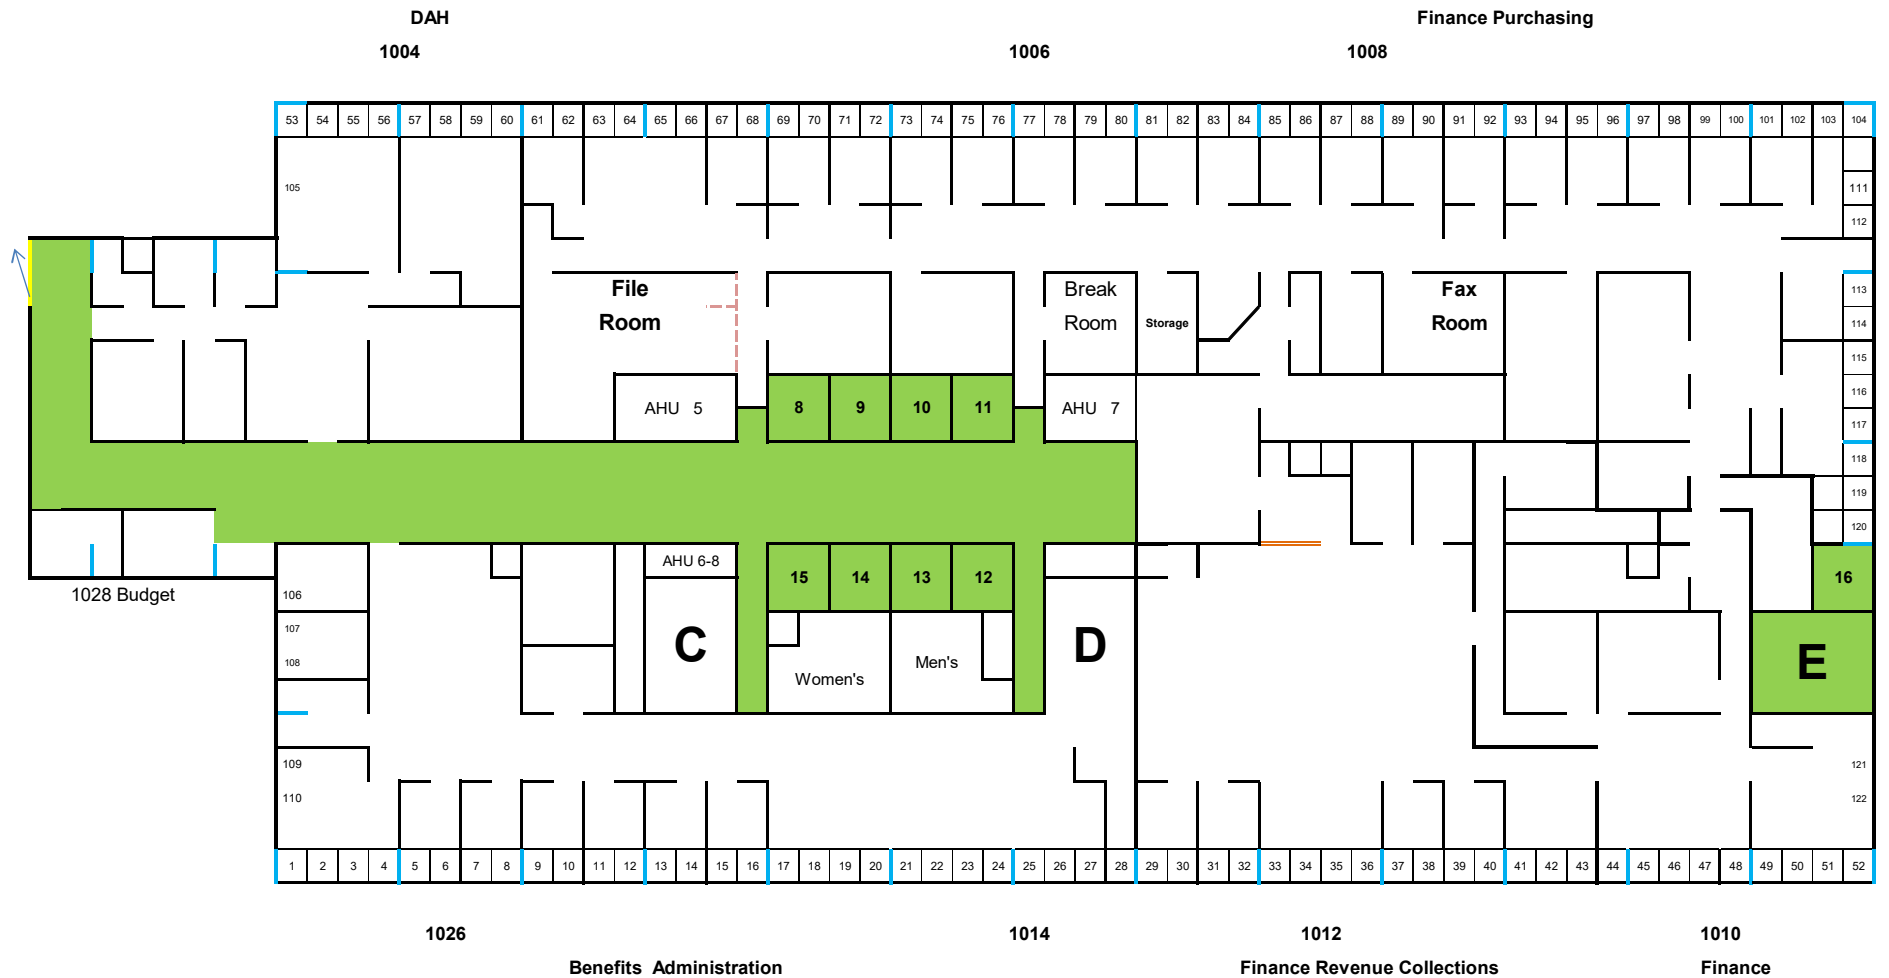 DAH Finance Purchasing
1004 1006 1008
53 54 55 56 57 58 59 60 61 62 63 64 65 66 67 68 69 70 71 72 73 74 75 76 77 78 79 80 81 82 83 84 85 86 87 88 89 90 91 92 93 94 95 96 97 98 99 100 101 102 103 104
105 111
112
File Break Fax 113
Room Room Storage Room 114
115
116
AHU 5 8 9 10 11 AHU 7
117
118
119
120
AHU 6-8
15 14 13 12 16
1028 Budget 106
107
C D E
108 Men's
Women's
109 121
110 122
1 2 3 4 5 6 7 8 9 10 11 12 13 14 15 16 17 18 19 20 21 22 23 24 25 26 27 28 29 30 31 32 33 34 35 36 37 38 39 40 41 42 43 44 45 46 47 48 49 50 51 52
1026 1014 1012 1010
Benefits Administration Finance Revenue Collections Finance